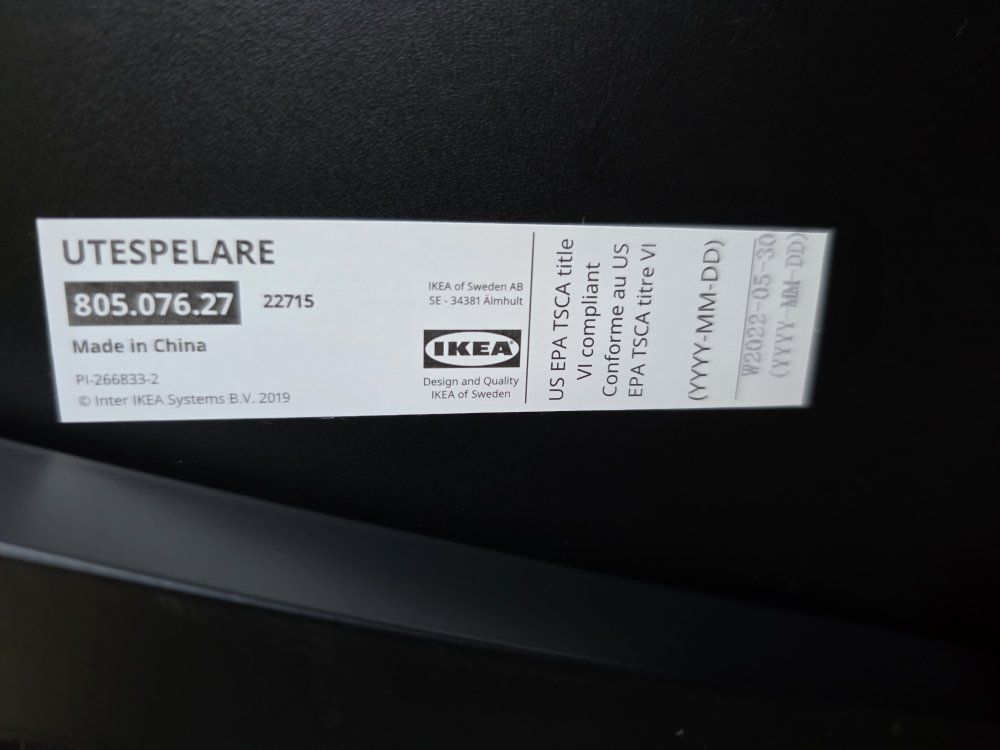 UTESPELARE
805.076.27 22715
Made in China
PI-266833-2
© Inter IKEA Systems B.V. 2019
IKEA of Sweden AB
SE - 34381 Älmhult
IKEA
Design and Quality
IKEA of Sweden
US EPA TSCA title
VI compliant
Conforme au US
EPA TSCA titre VI
(YYYY-MM-DD)
W2022-05-30
(YYYY-MM-DD)